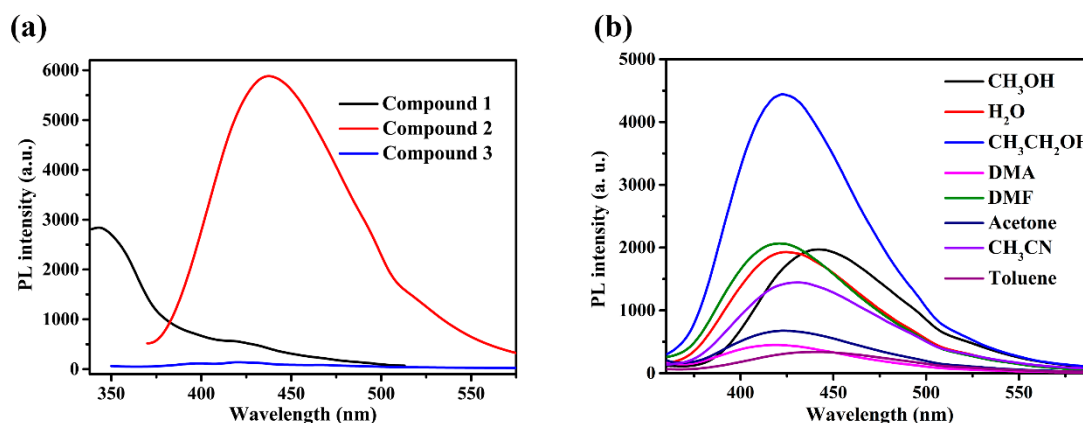 (a)
PL intensity (a.u.)
6000
5000
4000
3000
2000
1000
0
Compound 1
Compound 2
Compound 3
350 400 450 500 550
Wavelength (nm)
(b)
PL intensity (a. u.)
5000
4000
3000
2000
1000
0
CH₃OH
H₂O
CH₃CH₂OH
DMA
DMF
Acetone
CH₃CN
Toluene
400 450 500 550
Wavelength (nm)